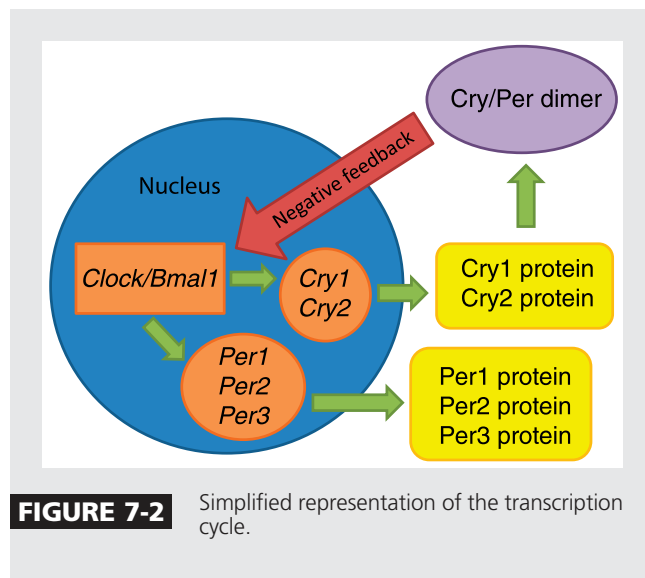 Cry/Per dimer
Negative feedback
Nucleus
Clock/Bmal1
Cry1
Cry2
Cry1 protein
Cry2 protein
Per1
Per2
Per3
Per1 protein
Per2 protein
Per3 protein
FIGURE 7-2
Simplified representation of the transcription
cycle.